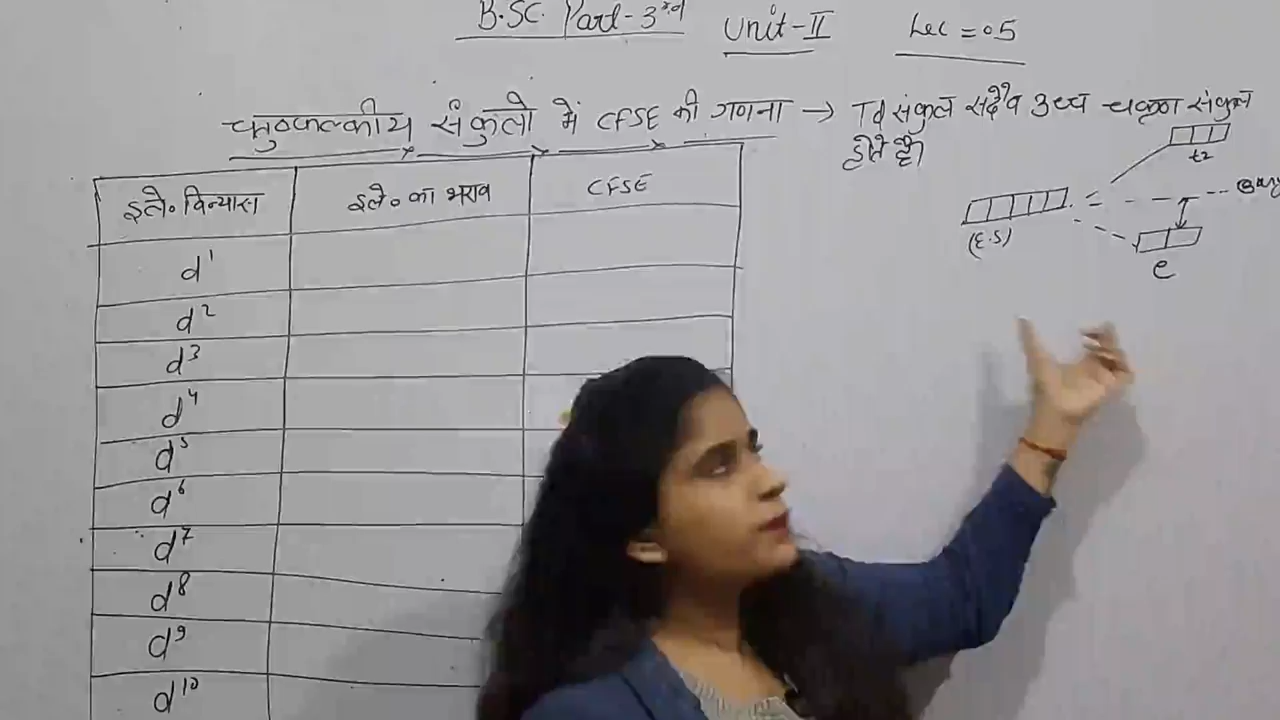 B.SC. Part-3rd Unit-II Lec = 05
चतुष्फलकीय संकुलो में CFSE की गणना → Td संकुल सदैव उच्च चक्रण संकुल
होते है।
t2
(E.S)
e
इले० विन्यास इले० का भराव CFSE
d¹
d²
d³
d⁴
d⁵
d⁶
d⁷
d⁸
d⁹
d¹⁰